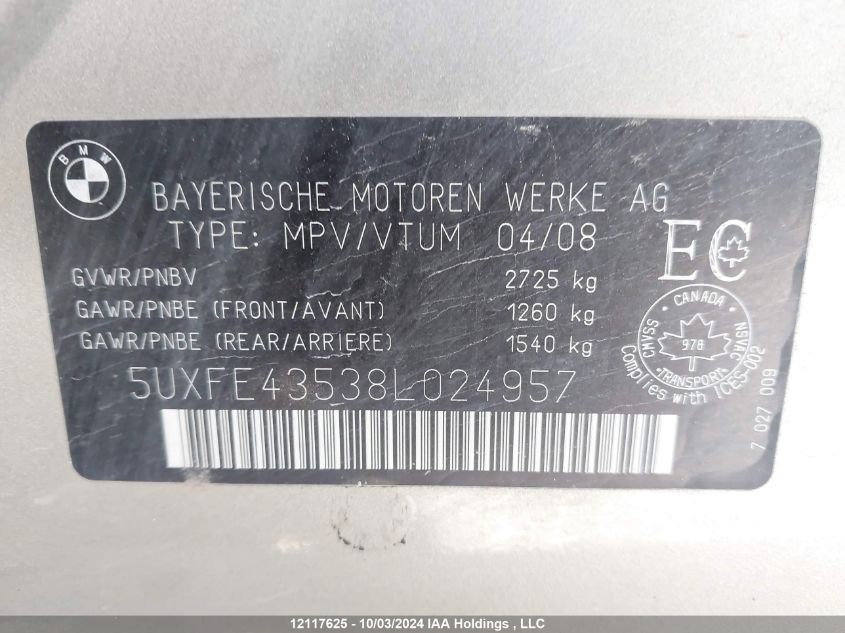 BMW
BAYERISCHE MOTOREN WERKE AG
TYPE: MPV/VTUM 04/08
EC
GVWR/PNBV 2725 kg
GAWR/PNBE (FRONT/AVANT) 1260 kg
GAWR/PNBE (REAR/ARRIERE) 1540 kg
CANADA
CMVSS 978 NSVAC
TRANSPORT
Complies with ICES-002
7 027 009
5UXFE43538L024957
12117625 - 10/03/2024 IAA Holdings , LLC